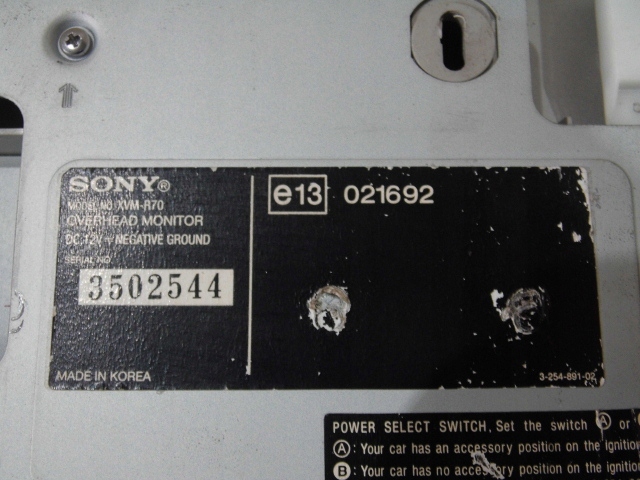 SONY®
MODEL NO. XVM-R70
OVERHEAD MONITOR
DC 12V ⎓ NEGATIVE GROUND
SERIAL NO.
3502544
MADE IN KOREA
e13 021692
3-254-891-02
POWER SELECT SWITCH, Set the switch A or
A: Your car has an accessory position on the ignition
B: Your car has no accessory position on the ignition